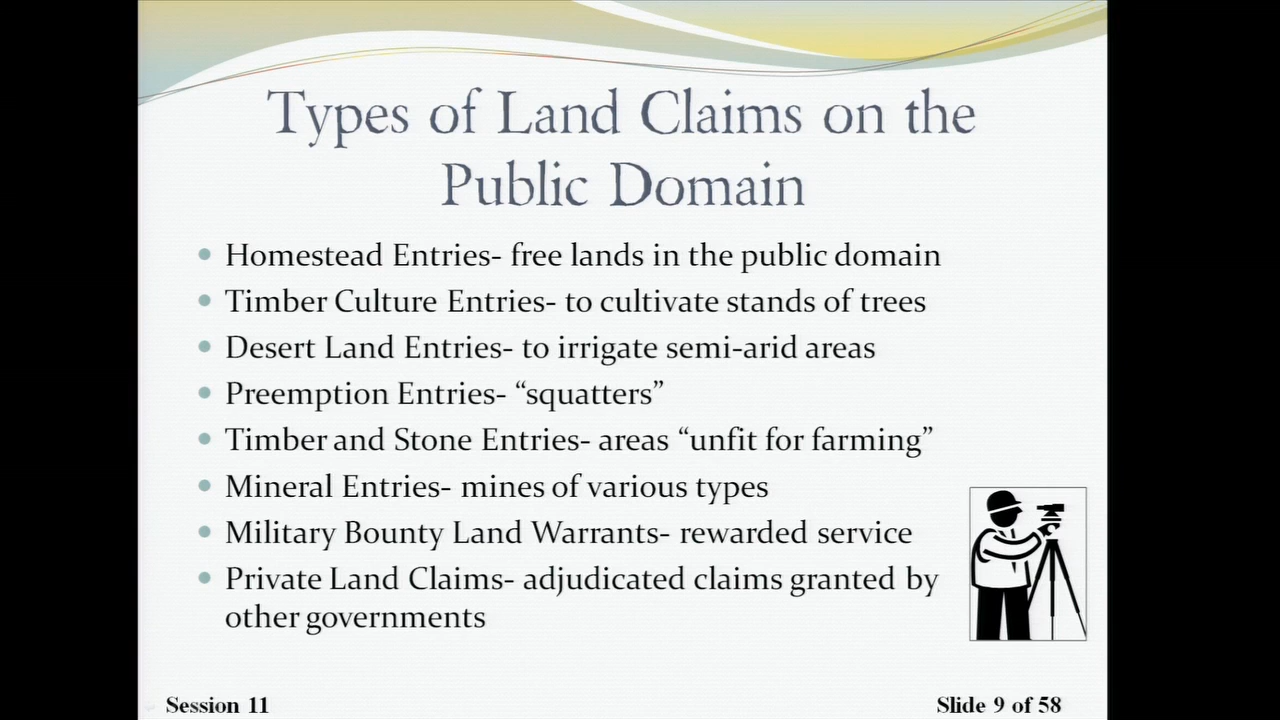 Types of Land Claims on the
Public Domain
Homestead Entries- free lands in the public domain
Timber Culture Entries- to cultivate stands of trees
Desert Land Entries- to irrigate semi-arid areas
Preemption Entries- “squatters”
Timber and Stone Entries- areas “unfit for farming”
Mineral Entries- mines of various types
Military Bounty Land Warrants- rewarded service
Private Land Claims- adjudicated claims granted by
other governments
Session 11
Slide 9 of 58